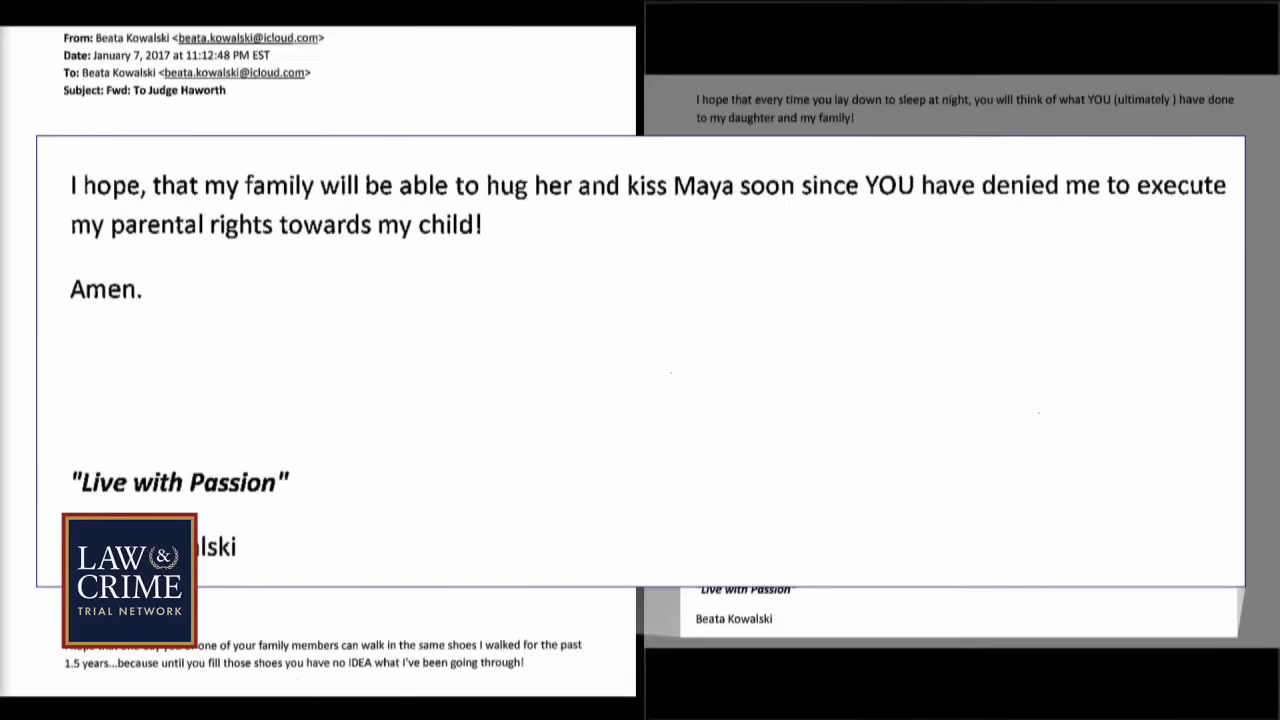 From: Beata Kowalski <beata.kowalski@icloud.com>
Date: January 7, 2017 at 11:12:48 PM EST
To: Beata Kowalski <beata.kowalski@icloud.com>
Subject: Fwd: To Judge Haworth
I hope that every time you lay down to sleep at night, you will think of what YOU (ultimately ) have done
to my daughter and my family!
I hope, that my family will be able to hug her and kiss Maya soon since YOU have denied me to execute
my parental rights towards my child!
Amen.
"Live with Passion"
alski
LAW &
CRIME
TRIAL NETWORK
one of your family members can walk in the same shoes I walked for the past
1.5 years...because until you fill those shoes you have no IDEA what I've been going through!
"Live with Passion"
Beata Kowalski